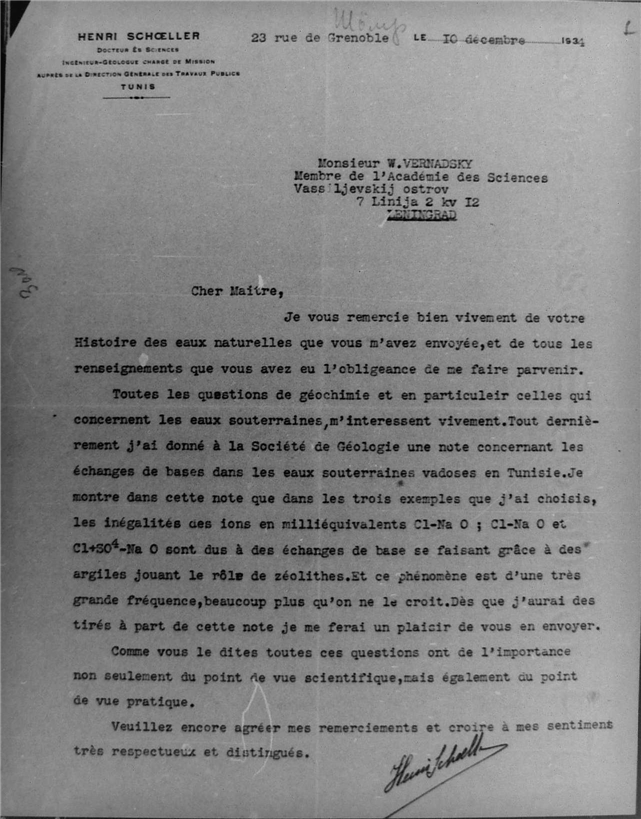 HENRI SCHŒLLER
DOCTEUR ÈS SCIENCES
INGÉNIEUR-GÉOLOGUE CHARGÉ DE MISSION
AUPRÈS DE LA DIRECTION GÉNÉRALE DES TRAVAUX PUBLICS
TUNIS
23 rue de Grenoble LE 10 décembre 1934
Monsieur W.VERNADSKY
Membre de l'Académie des Sciences
Vass ljevskij ostrov
7 Linija 2 kv I2
LENINGRAD
Cher Maître,
Je vous remercie bien vivement de votre
Histoire des eaux naturelles que vous m'avez envoyée,et de tous les
renseignements que vous avez eu l'obligeance de me faire parvenir.
Toutes les questions de géochimie et en particuleir celles qui
concernent les eaux souterraines,m'interessent vivement.Tout derniè-
rement j'ai donné à la Société de Géologie une note concernant les
échanges de bases dans les eaux souterraines vadoses en Tunisie.Je
montre dans cette note que dans les trois exemples que j'ai choisis,
les inégalités des ions en milliéquivalents Cl-Na O ; Cl-Na O et
Cl+SO4-Na O sont dus à des échanges de base se faisant grâce à des
argiles jouant le rôle de zéolithes.Et ce phénomène est d'une très
grande fréquence,beaucoup plus qu'on ne le croit.Dès que j'aurai des
tirés à part de cette note je me ferai un plaisir de vous en envoyer.
Comme vous le dites toutes ces questions ont de l'importance
non seulement du point de vue scientifique,mais également du point
de vue pratique.
Veuillez encore agréer mes remerciements et croire à mes sentiments
très respectueux et distingués.
Henri Schoeller